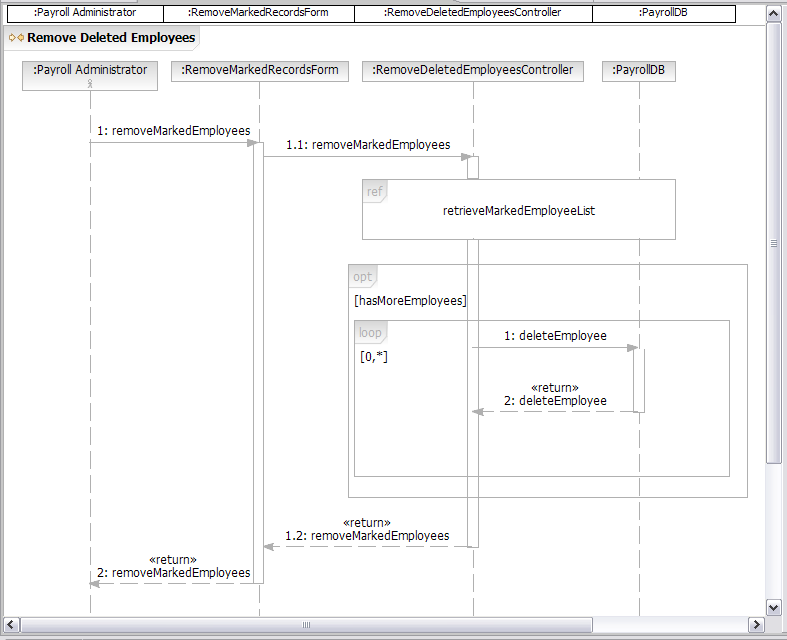 :Payroll Administrator
:RemoveMarkedRecordsForm
:RemoveDeletedEmployeesController
:PayrollDB
Remove Deleted Employees
:Payroll Administrator
:RemoveMarkedRecordsForm
:RemoveDeletedEmployeesController
:PayrollDB
1: removeMarkedEmployees
1.1: removeMarkedEmployees
ref
retrieveMarkedEmployeeList
opt
[hasMoreEmployees]
loop
1: deleteEmployee
[0,*]
«return»
2: deleteEmployee
«return»
1.2: removeMarkedEmployees
«return»
2: removeMarkedEmployees